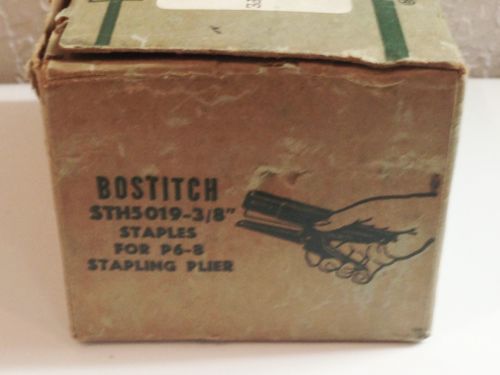 BOSTITCH
STH5019-3/8"
STAPLES
FOR P6-8
STAPLING PLIER